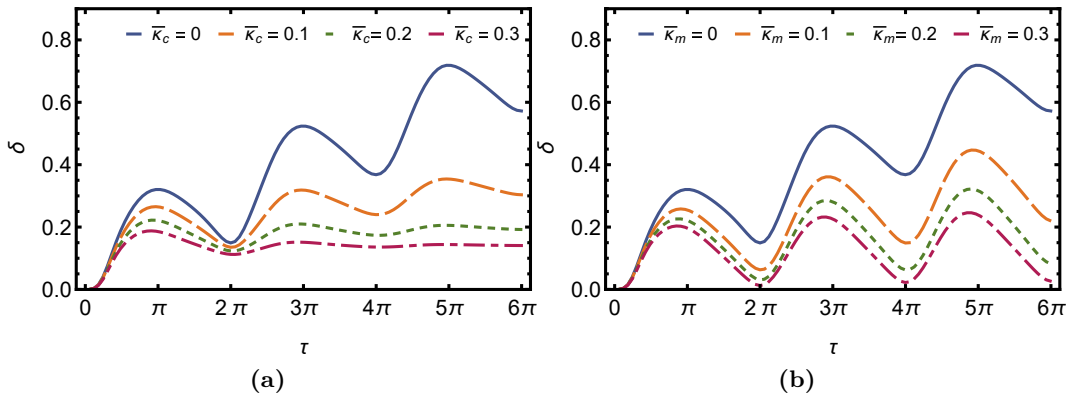 κ̅c = 0 κ̅c = 0.1 κ̅c= 0.2 κ̅c = 0.3
0.8
0.6
δ
0.4
0.2
0.0
0 π 2π 3π 4π 5π 6π
τ
(a)
κ̅m = 0 κ̅m = 0.1 κ̅m= 0.2 κ̅m = 0.3
0.8
0.6
δ
0.4
0.2
0.0
0 π 2π 3π 4π 5π 6π
τ
(b)